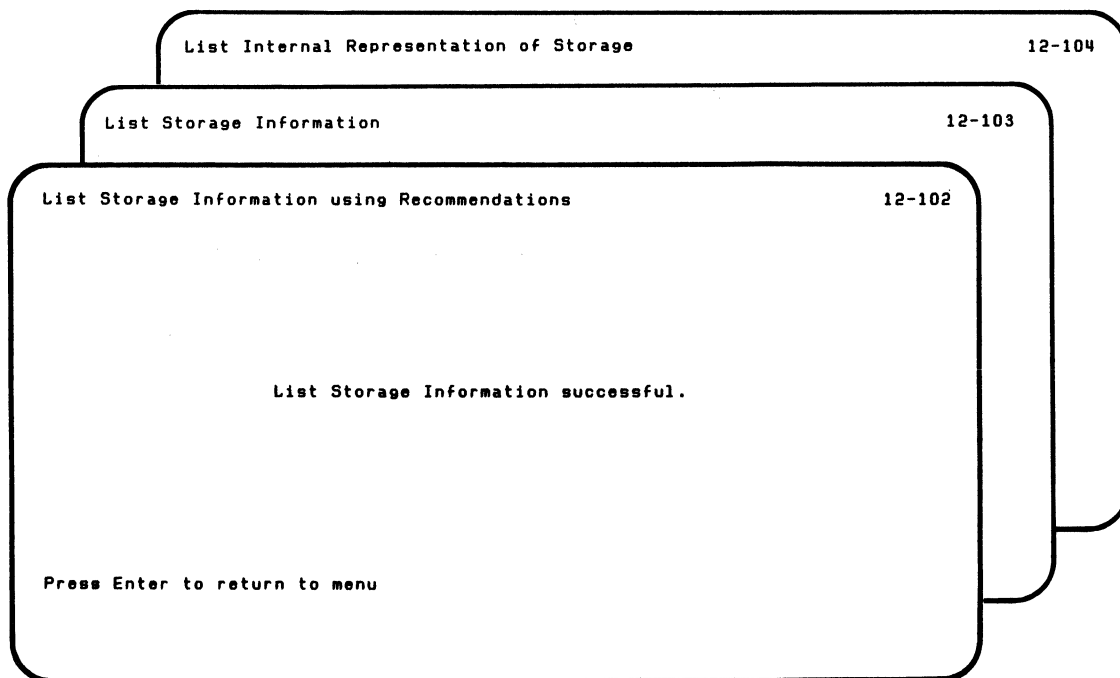 List Internal Representation of Storage 12-104
List Storage Information 12-103
List Storage Information using Recommendations 12-102
List Storage Information successful.
Press Enter to return to menu